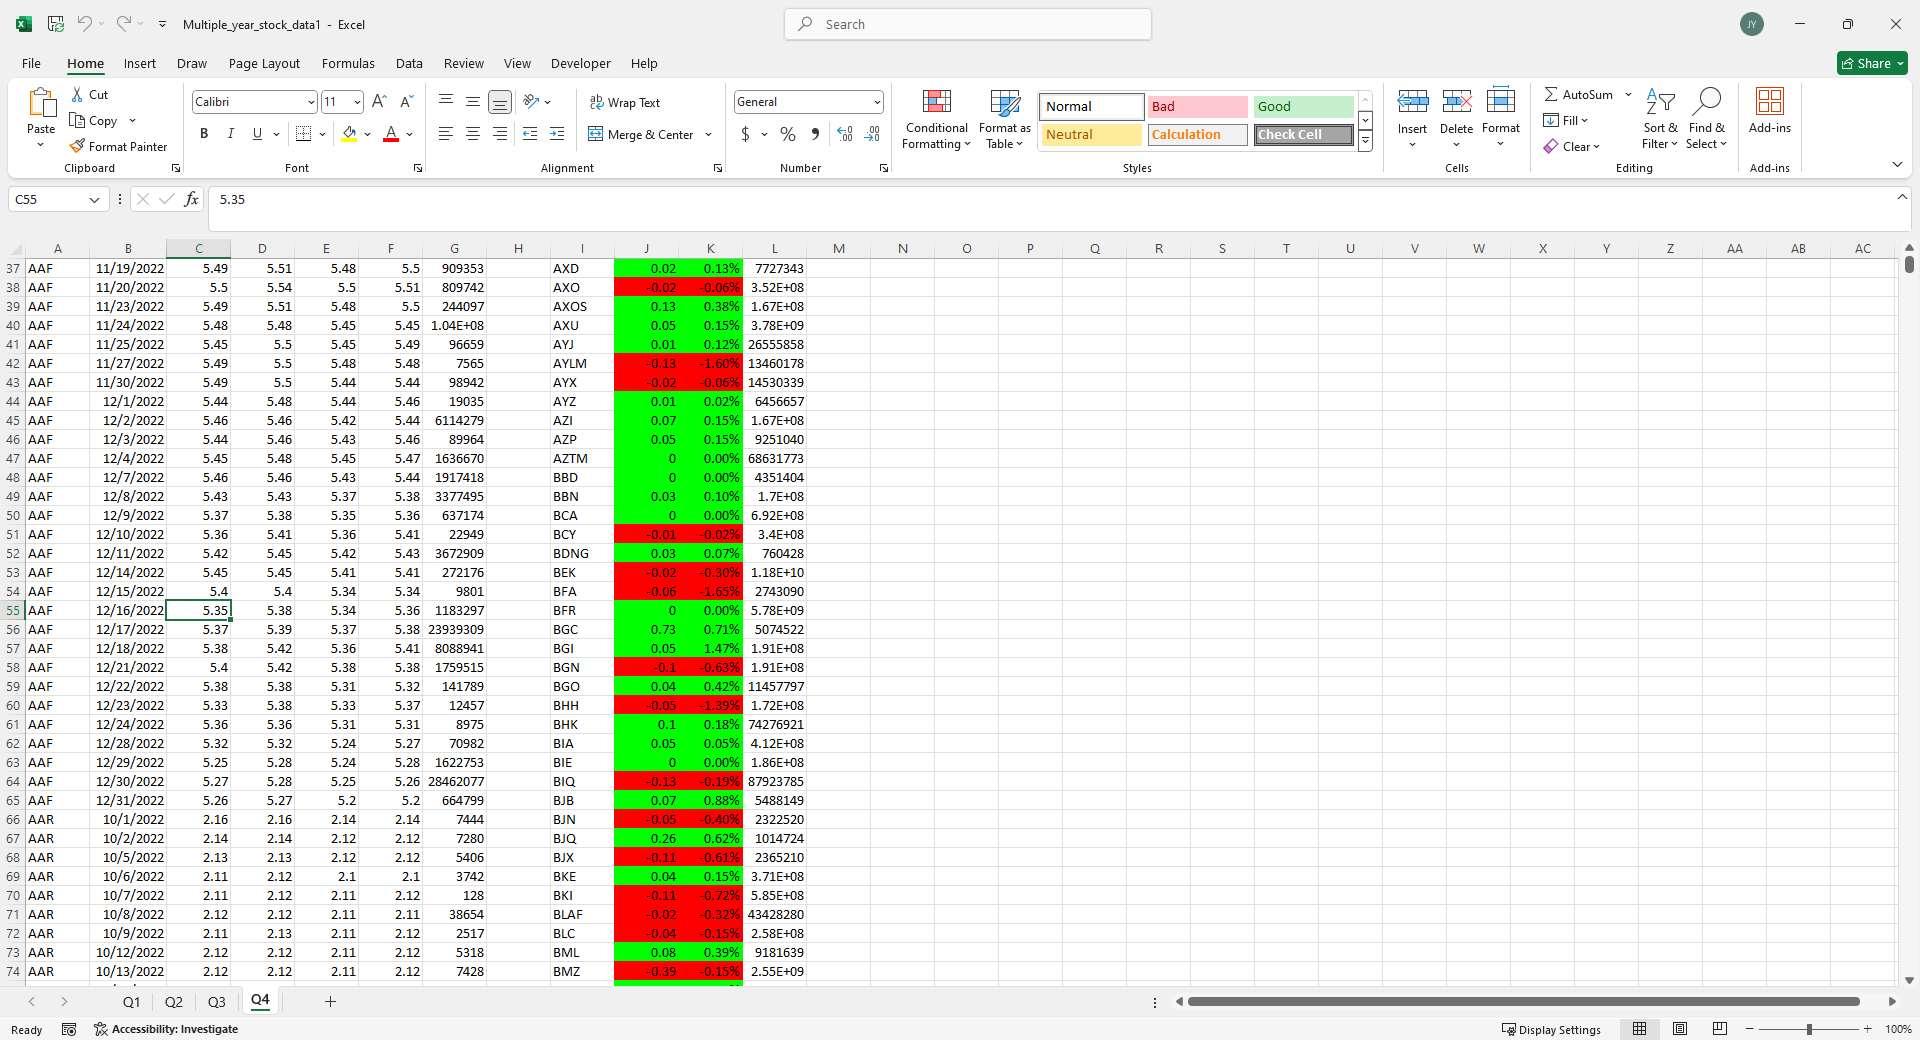 Multiple_year_stock_data1 - Excel
Search
JY
File Home Insert Draw Page Layout Formulas Data Review View Developer Help
Share
Paste
Cut
Copy
Format Painter
Clipboard
Calibri 11
B I U A
Font
Wrap Text
Merge & Center
Alignment
General
$ % ,
Number
Conditional Formatting
Format as Table
Normal Bad Good
Neutral Calculation Check Cell
Styles
Insert Delete Format
Cells
AutoSum
Fill
Clear
Sort & Filter
Find & Select
Editing
Add-ins
Add-ins
C55 fx 5.35
A B C D E F G H I J K L M N O P Q R S T U V W X Y Z AA AB AC
37 AAF 11/19/2022 5.49 5.51 5.48 5.5 909353 AXD 0.02 0.13% 7727343
38 AAF 11/20/2022 5.5 5.54 5.5 5.51 809742 AXO -0.02 -0.06% 3.52E+08
39 AAF 11/23/2022 5.49 5.51 5.48 5.5 244097 AXOS 0.13 0.38% 1.67E+08
40 AAF 11/24/2022 5.48 5.48 5.45 5.45 1.04E+08 AXU 0.05 0.15% 3.78E+09
41 AAF 11/25/2022 5.45 5.5 5.45 5.49 96659 AYJ 0.01 0.12% 26555858
42 AAF 11/27/2022 5.49 5.5 5.48 5.48 7565 AYLM -0.13 -1.60% 13460178
43 AAF 11/30/2022 5.49 5.5 5.44 5.44 98942 AYX -0.02 -0.06% 14530339
44 AAF 12/1/2022 5.44 5.48 5.44 5.46 19035 AYZ 0.01 0.02% 6456657
45 AAF 12/2/2022 5.46 5.46 5.42 5.44 6114279 AZI 0.07 0.15% 1.67E+08
46 AAF 12/3/2022 5.44 5.46 5.43 5.46 89964 AZP 0.05 0.15% 9251040
47 AAF 12/4/2022 5.45 5.48 5.45 5.47 1636670 AZTM 0 0.00% 68631773
48 AAF 12/7/2022 5.46 5.46 5.43 5.44 1917418 BBD 0 0.00% 4351404
49 AAF 12/8/2022 5.43 5.43 5.37 5.38 3377495 BBN 0.03 0.10% 1.7E+08
50 AAF 12/9/2022 5.37 5.38 5.35 5.36 637174 BCA 0 0.00% 6.92E+08
51 AAF 12/10/2022 5.36 5.41 5.36 5.41 22949 BCY -0.01 -0.02% 3.4E+08
52 AAF 12/11/2022 5.42 5.45 5.42 5.43 3672909 BDNG 0.03 0.07% 760428
53 AAF 12/14/2022 5.45 5.45 5.41 5.41 272176 BEK -0.02 -0.30% 1.18E+10
54 AAF 12/15/2022 5.4 5.4 5.34 5.34 9801 BFA -0.06 -1.65% 2743090
55 AAF 12/16/2022 5.35 5.38 5.34 5.36 1183297 BFR 0 0.00% 5.78E+09
56 AAF 12/17/2022 5.37 5.39 5.37 5.38 23939309 BGC 0.73 0.71% 5074522
57 AAF 12/18/2022 5.38 5.42 5.36 5.41 8088941 BGI 0.05 1.47% 1.91E+08
58 AAF 12/21/2022 5.4 5.42 5.38 5.38 1759515 BGN -0.1 -0.63% 1.91E+08
59 AAF 12/22/2022 5.38 5.38 5.31 5.32 141789 BGO 0.04 0.42% 11457797
60 AAF 12/23/2022 5.33 5.38 5.33 5.37 12457 BHH -0.05 -1.39% 1.72E+08
61 AAF 12/24/2022 5.36 5.36 5.31 5.31 8975 BHK 0.1 0.18% 74276921
62 AAF 12/28/2022 5.32 5.32 5.24 5.27 70982 BIA 0.05 0.05% 4.12E+08
63 AAF 12/29/2022 5.25 5.28 5.24 5.28 1622753 BIE 0 0.00% 1.86E+08
64 AAF 12/30/2022 5.27 5.28 5.25 5.26 28462077 BIQ -0.13 -0.19% 87923785
65 AAF 12/31/2022 5.26 5.27 5.2 5.2 664799 BJB 0.07 0.88% 5488149
66 AAR 10/1/2022 2.16 2.16 2.14 2.14 7444 BJN -0.05 -0.40% 2322520
67 AAR 10/2/2022 2.14 2.14 2.12 2.12 7280 BJQ 0.26 0.62% 1014724
68 AAR 10/5/2022 2.13 2.13 2.12 2.12 5406 BJX -0.11 -0.61% 2365210
69 AAR 10/6/2022 2.11 2.12 2.1 2.1 3742 BKE 0.04 0.15% 3.71E+08
70 AAR 10/7/2022 2.11 2.12 2.11 2.12 128 BKI -0.11 -0.72% 5.85E+08
71 AAR 10/8/2022 2.12 2.12 2.11 2.11 38654 BLAF -0.02 -0.32% 43428280
72 AAR 10/9/2022 2.11 2.13 2.11 2.12 2517 BLC -0.04 -0.15% 2.58E+08
73 AAR 10/12/2022 2.12 2.12 2.11 2.12 5318 BML 0.08 0.39% 9181639
74 AAR 10/13/2022 2.12 2.12 2.11 2.12 7428 BMZ -0.39 -0.15% 2.55E+09
Q1 Q2 Q3 Q4
Ready Accessibility: Investigate Display Settings 100%